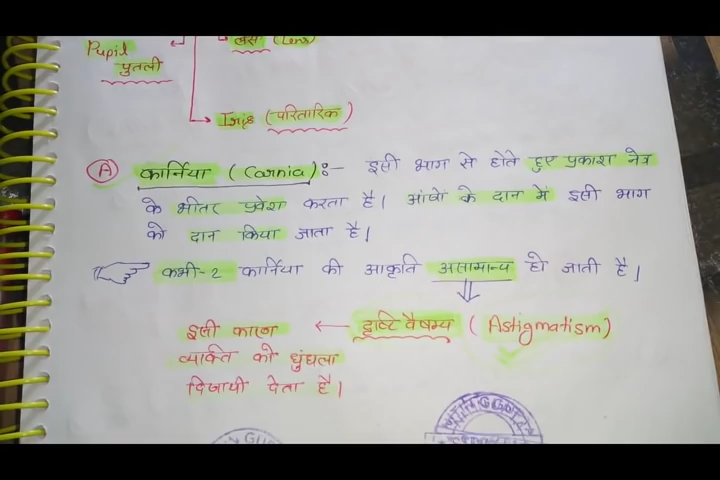 लेंस (Lens)
Pupil
पुतली
Iris (परितारिक)
(A) कार्निया (Carnia) :- इसी भाग से होते हुए प्रकाश नेत्र
के भीतर प्रवेश करता है। आंखो के दान में इसी भाग
को दान किया जाता है।
कभी-2 कार्निया की आकृति असामान्य हो जाती है।
इसी कारण ← दृष्टि वैषम्य (Astigmatism)
व्यक्ति को धुंधला
दिखायी देता है।